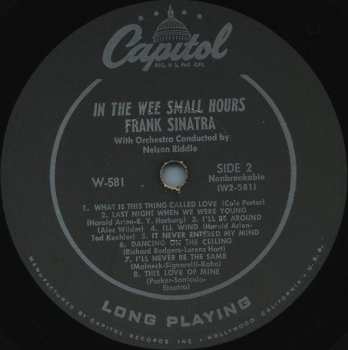 Capitol
REG. U.S. PAT. OFF.
IN THE WEE SMALL HOURS
FRANK SINATRA
With Orchestra Conducted by
Nelson Riddle
W-581
SIDE 2
Nonbreakable
(W2-581)
1. WHAT IS THIS THING CALLED LOVE (Cole Porter)
2. LAST NIGHT WHEN WE WERE YOUNG
(Harold Arlen-E. Y. Harburg) 3. I'LL BE AROUND
(Alec Wilder) 4. ILL WIND (Harold Arlen-
Ted Koehler) 5. IT NEVER ENTERED MY MIND
6. DANCING ON THE CEILING
(Richard Rodgers-Lorenz Hart)
7. I'LL NEVER BE THE SAME
(Malneck-Signorelli-Kahn)
8. THIS LOVE OF MINE
(Parker-Sanicola-
Sinatra)
LONG PLAYING
MANUFACTURED BY CAPITOL RECORDS, INC. • HOLLYWOOD, CALIFORNIA, U.S.A.